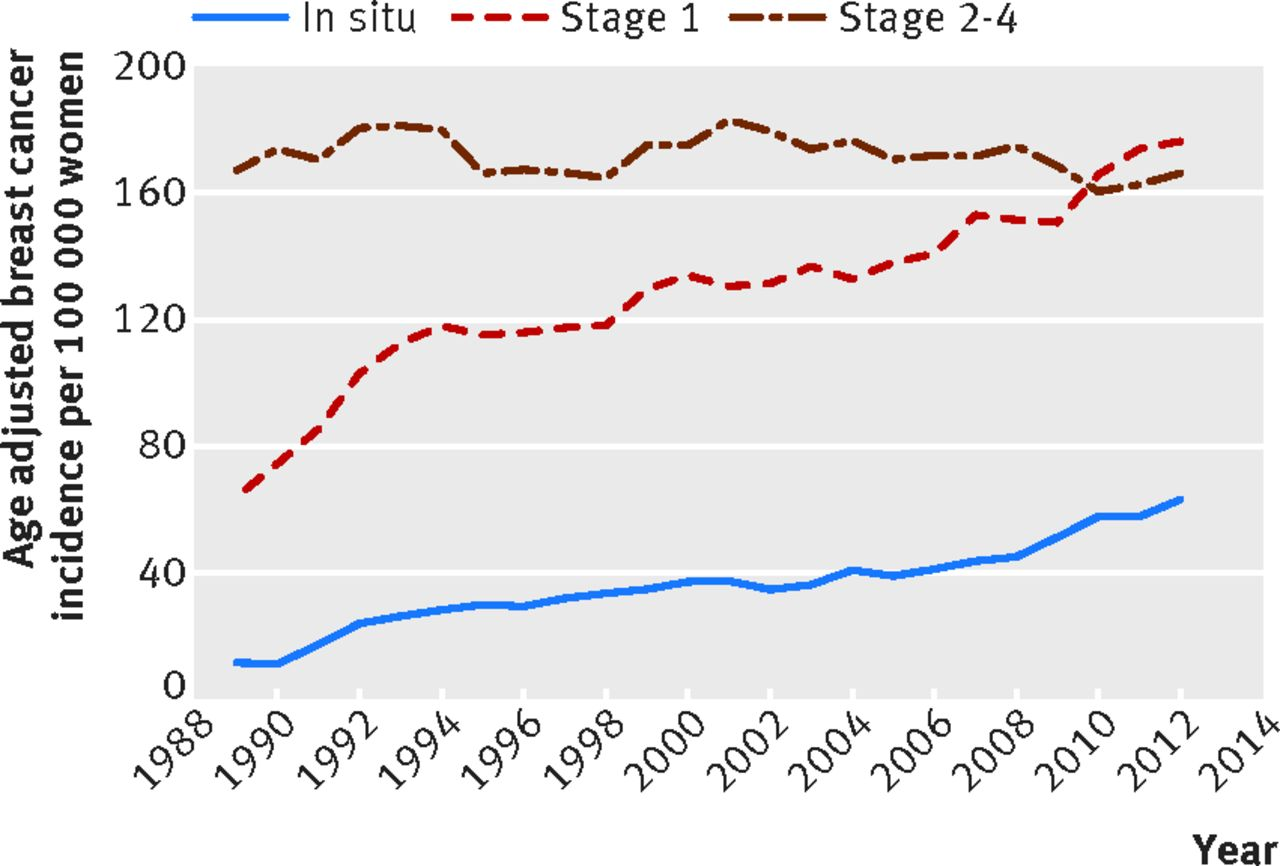 In situ Stage 1 Stage 2-4
Age adjusted breast cancer
incidence per 100 000 women
200
160
120
80
40
0
1988 1990 1992 1994 1996 1998 2000 2002 2004 2006 2008 2010 2012 2014
Year